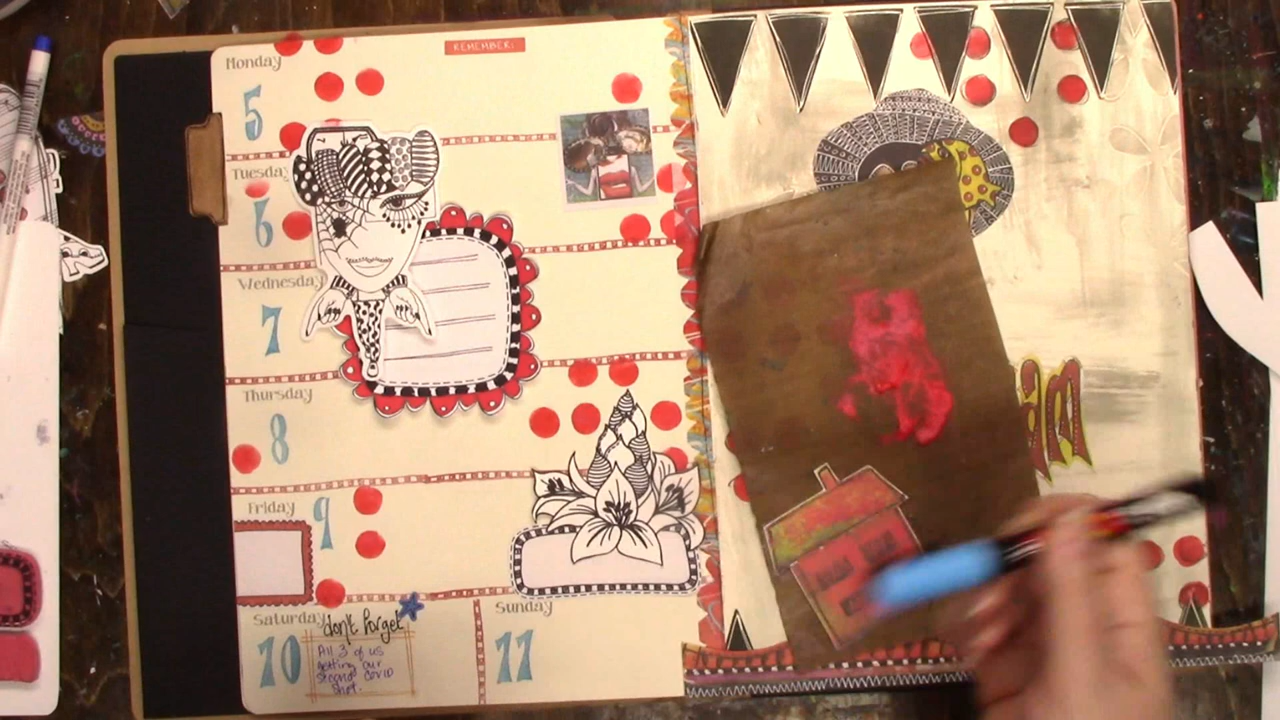 REMEMBER:
Monday
5
Tuesday
6
Wednesday
7
Thursday
8
Friday
9
Saturday
10
don't forget
All 3 of us
getting our
second covid
shot.
Sunday
11
am